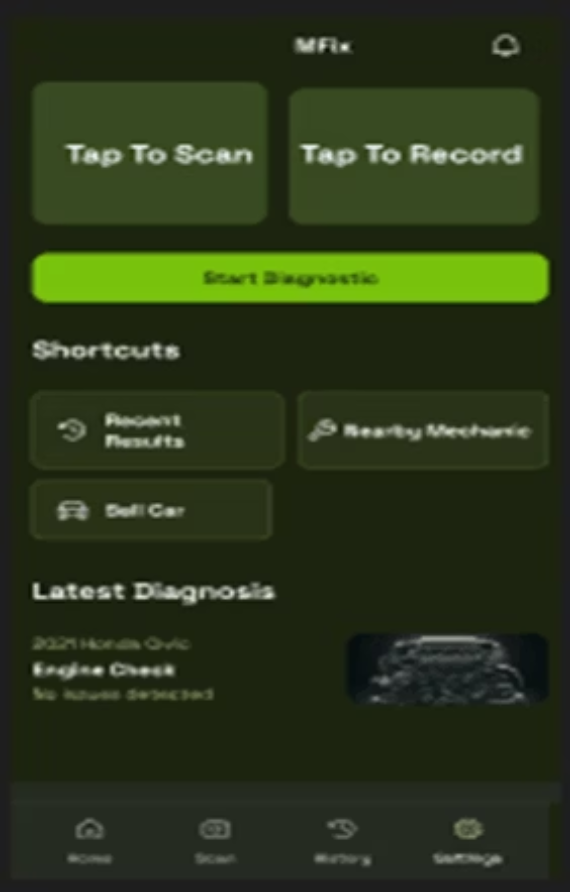 MFix
Tap To Scan
Tap To Record
Start Diagnostic
Shortcuts
Recent
Results
Nearby Mechanic
Sell Car
Latest Diagnosis
2021 Honda Civic
Engine Check
No issues detected
Home
Scan
History
Settings